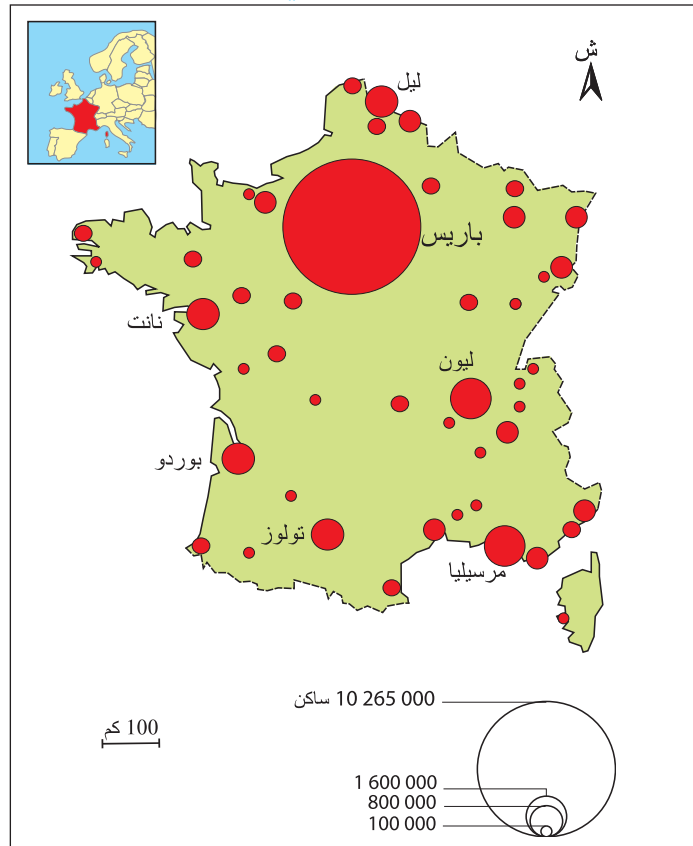 ش
ليل
باريس
نانت
ليون
بوردو
تولوز
مرسيليا
10 265 000 ساكن
100 كم
1 600 000
800 000
100 000